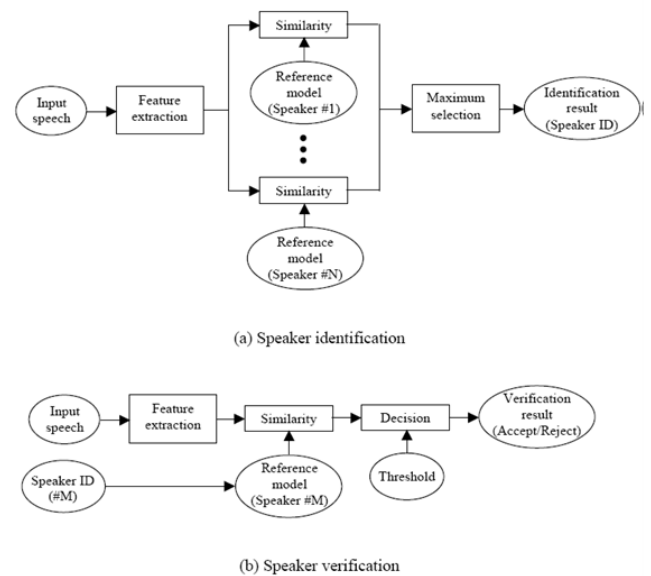 Similarity
Reference
model
(Speaker #1)
Input
speech
Feature
extraction
Maximum
selection
Identification
result
(Speaker ID)
Similarity
Reference
model
(Speaker #N)
(a) Speaker identification
Input
speech
Feature
extraction
Similarity
Decision
Verification
result
(Accept/Reject)
Speaker ID
(#M)
Reference
model
(Speaker #M)
Threshold
(b) Speaker verification